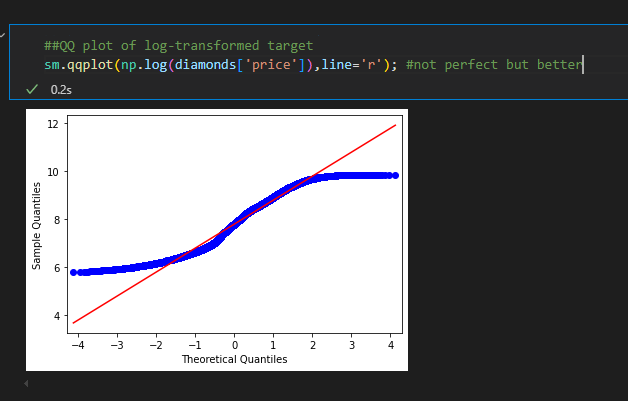 ##QQ plot of log-transformed target
sm.qqplot(np.log(diamonds['price']),line='r'); #not perfect but better
0.2s
12
10
8
6
4
Sample Quantiles
−4 −3 −2 −1 0 1 2 3 4
Theoretical Quantiles